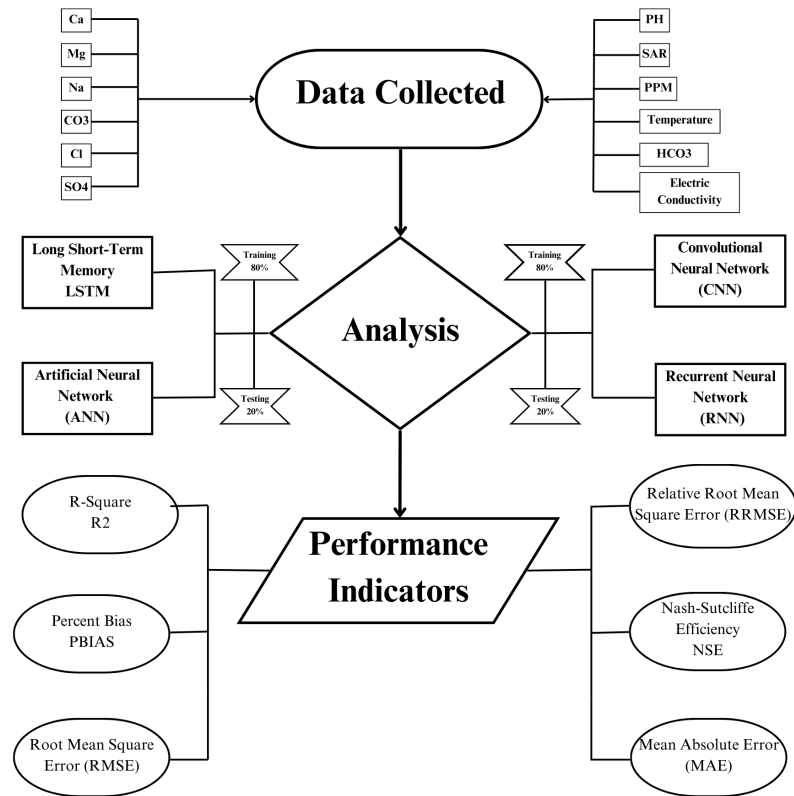 Ca
Mg
Na
CO3
Cl
SO4
Data Collected
PH
SAR
PPM
Temperature
HCO3
Electric
Conductivity
Long Short-Term
Memory
LSTM
Artificial Neural
Network
(ANN)
Training
80%
Testing
20%
Analysis
Training
80%
Testing
20%
Convolutional
Neural Network
(CNN)
Recurrent Neural
Network
(RNN)
R-Square
R2
Percent Bias
PBIAS
Root Mean Square
Error (RMSE)
Performance
Indicators
Relative Root Mean
Square Error (RRMSE)
Nash-Sutcliffe
Efficiency
NSE
Mean Absolute Error
(MAE)